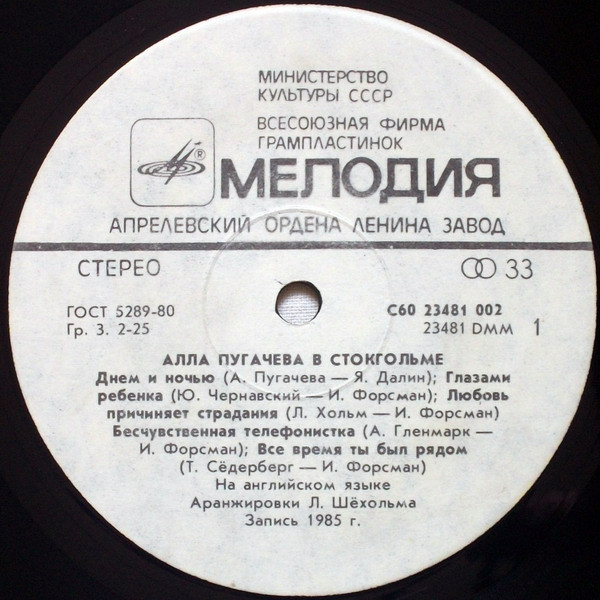 МИНИСТЕРСТВО
КУЛЬТУРЫ СССР
ВСЕСОЮЗНАЯ ФИРМА
ГРАМПЛАСТИНОК
®
МЕЛОДИЯ
АПРЕЛЕВСКИЙ ОРДЕНА ЛЕНИНА ЗАВОД
СТЕРЕО 33
ГОСТ 5289-80 С60 23481 002
Гр. 3. 2-25 23481 DMM 1
АЛЛА ПУГАЧЕВА В СТОКГОЛЬМЕ
Днем и ночью (А. Пугачева — Я. Далин); Глазами
ребенка (Ю. Чернавский — И. Форсман); Любовь
причиняет страдания (Л. Хольм — И. Форсман)
Бесчувственная телефонистка (А. Гленмарк —
И. Форсман); Все время ты был рядом
(Т. Сёдерберг — И. Форсман)
На английском языке
Аранжировки Л. Шёхольма
Запись 1985 г.